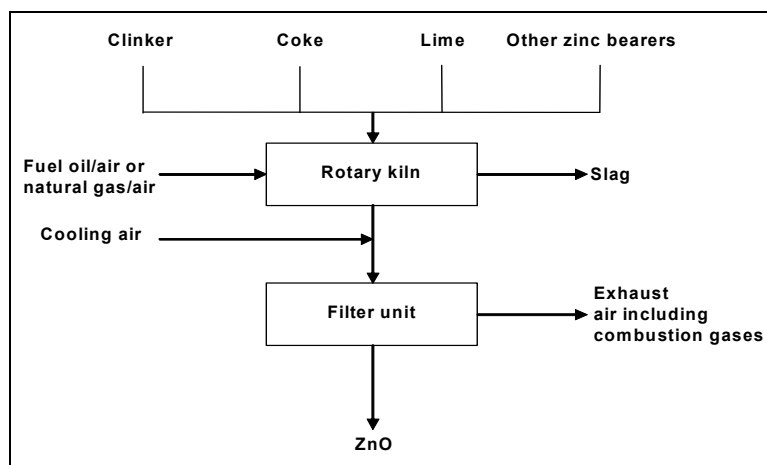 Clinker
Coke
Lime
Other zinc bearers
Fuel oil/air or
natural gas/air
Rotary kiln
Slag
Cooling air
Filter unit
Exhaust
air including
combustion gases
ZnO